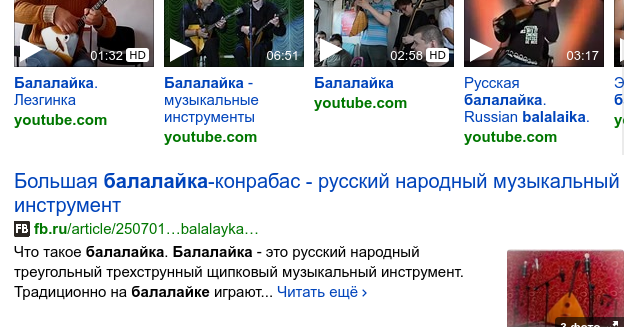 01:32 HD
06:51
02:58 HD
03:17
Балалайка.
Лезгинка
youtube.com
Балалайка -
музыкальные
инструменты
youtube.com
Балалайка
youtube.com
Русская
балалайка.
Russian balalaika.
youtube.com
Большая балалайка-конрабас - русский народный музыкальный
инструмент
FB fb.ru/article/250701…balalayka…
Что такое балалайка. Балалайка - это русский народный
треугольный трехструнный щипковый музыкальный инструмент.
Традиционно на балалайке играют... Читать ещё ›